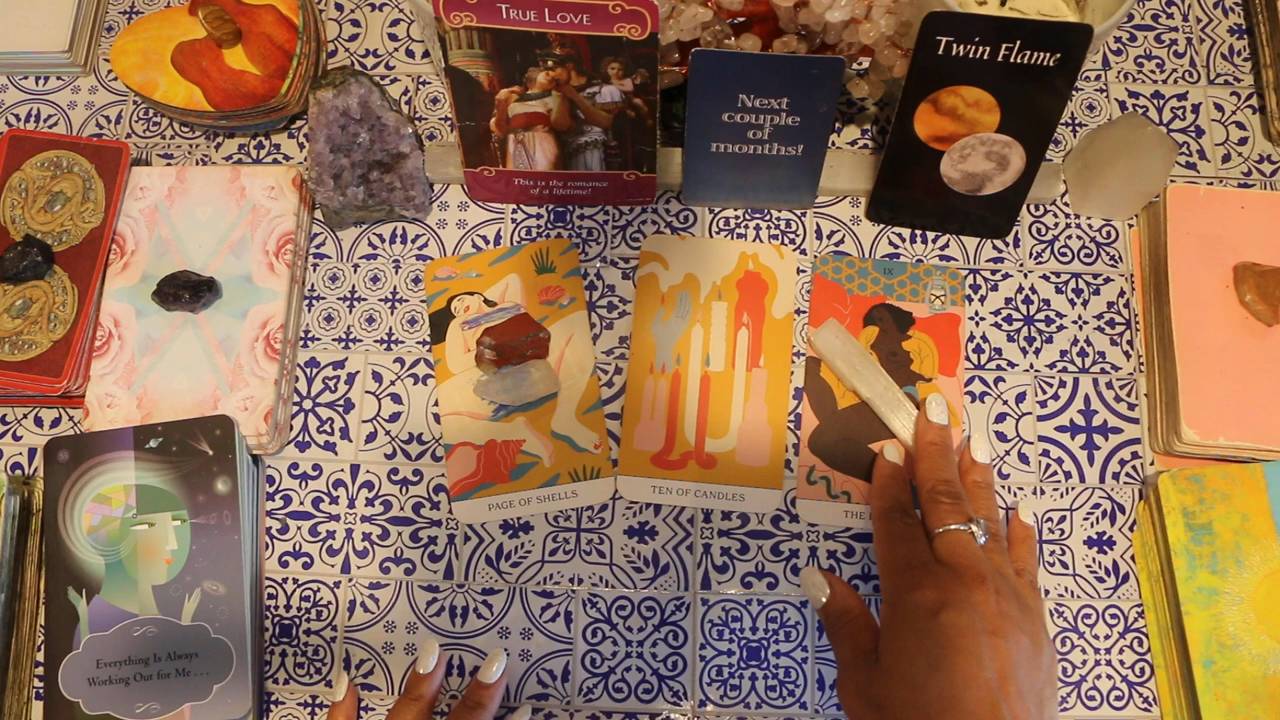 True Love
This is the romance
of a lifetime!
Next
couple
of
months!
Twin Flame
PAGE OF SHELLS
TEN OF CANDLES
IX
THE
Everything Is Always
Working Out for Me . . .